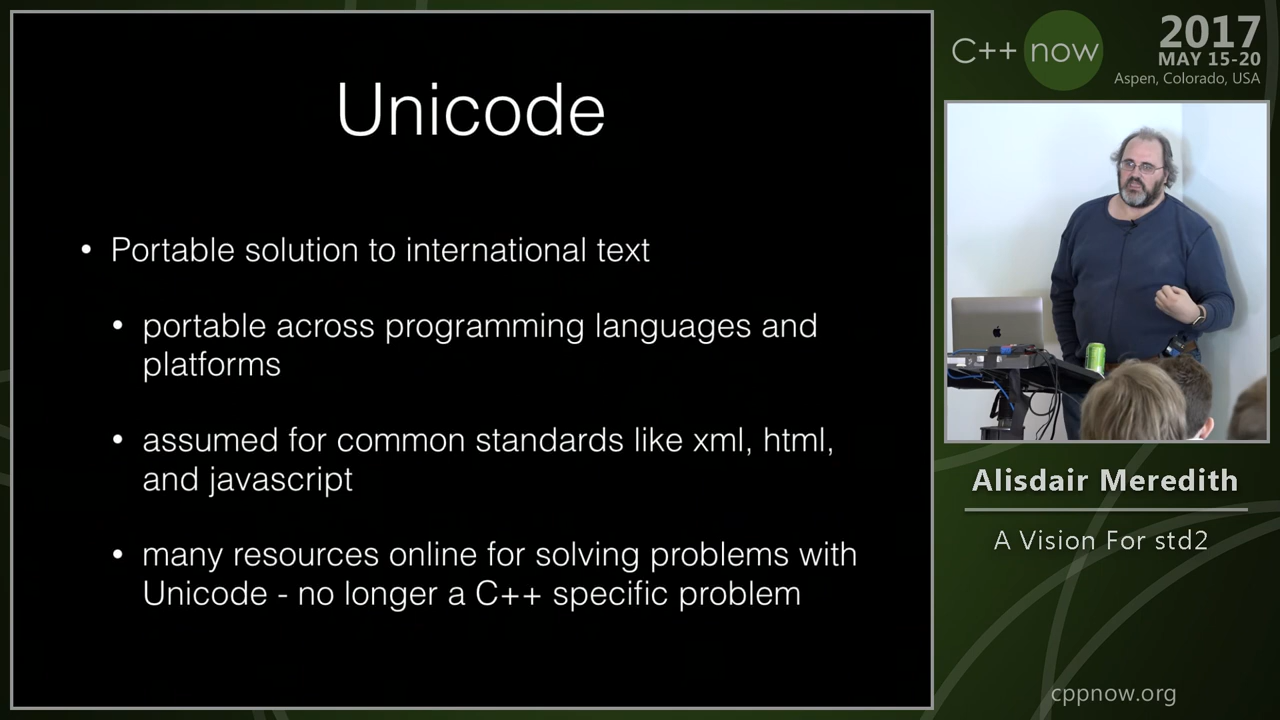 Unicode
• Portable solution to international text
• portable across programming languages and
platforms
• assumed for common standards like xml, html,
and javascript
• many resources online for solving problems with
Unicode - no longer a C++ specific problem
C++ now
2017
MAY 15-20
Aspen, Colorado, USA
Alisdair Meredith
A Vision For std2
cppnow.org